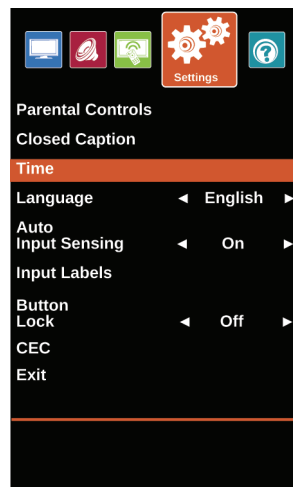 Settings
Parental Controls
Closed Caption
Time
Language ◄ English ►
Auto
Input Sensing ◄ On ►
Input Labels
Button
Lock ◄ Off ►
CEC
Exit